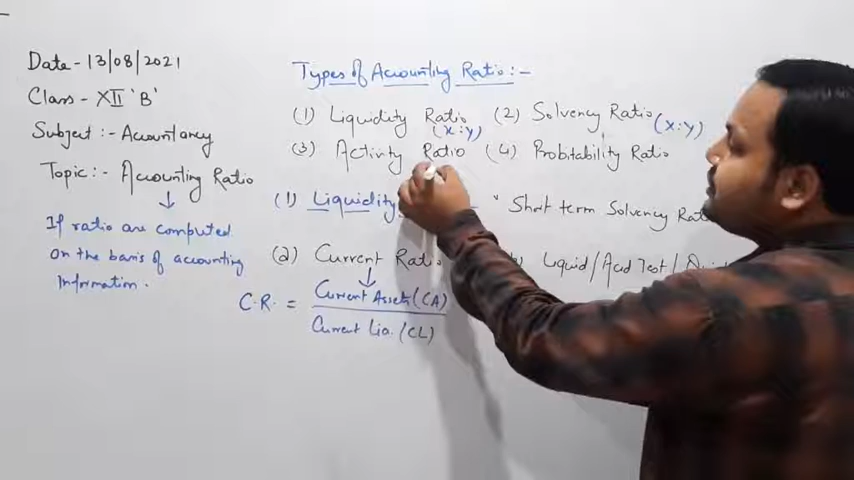 Date - 13/08/2021
Class - XII 'B'
Subject :- Accountancy
Topic :- Accounting Ratio
If ratio are computed
on the basis of accounting
Information.
Types of Accounting Ratio :-
(1) Liquidity Ratio (2) Solvency Ratio
(X:Y) (X:Y)
(3) Activity Ratio (4) Probitability Ratio
(1) Liquidity Short term Solvency
(a) Current Ratio Liquid/Acid Test/
C.R. = Current Assets (CA)
Current Lia. (CL)